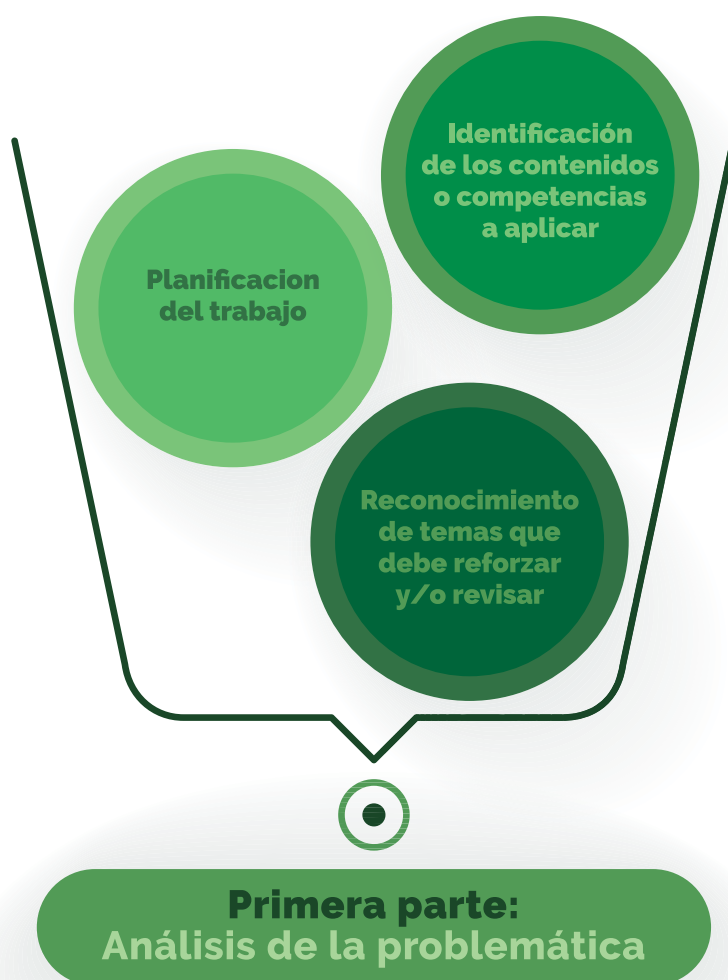 Identificación
de los contenidos
o competencias
a aplicar
Planificacion
del trabajo
Reconocimiento
de temas que
debe reforzar
y/o revisar
Primera parte:
Análisis de la problemática